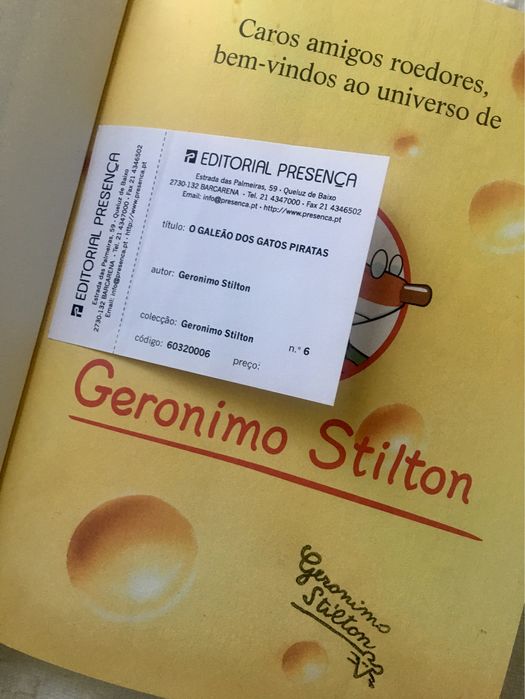 Caros amigos roedores,
bem-vindos ao universo de
EDITORIAL PRESENÇA
Estrada das Palmeiras, 59 · Queluz de Baixo
2730-132 BARCARENA · Tel. 21 4347000 · Fax 21 4346502
Email: info@presenca.pt · http://www.presenca.pt
EDITORIAL PRESENÇA
Estrada das Palmeiras, 59 · Queluz de Baixo
2730-132 BARCARENA · Tel. 21 4347000 · Fax 21 4346502
Email: info@presenca.pt · http://www.presenca.pt
título: O GALEÃO DOS GATOS PIRATAS
autor: Geronimo Stilton
colecção: Geronimo Stilton n.º 6
código: 60320006 preço:
Geronimo Stilton
Geronimo
Stilton